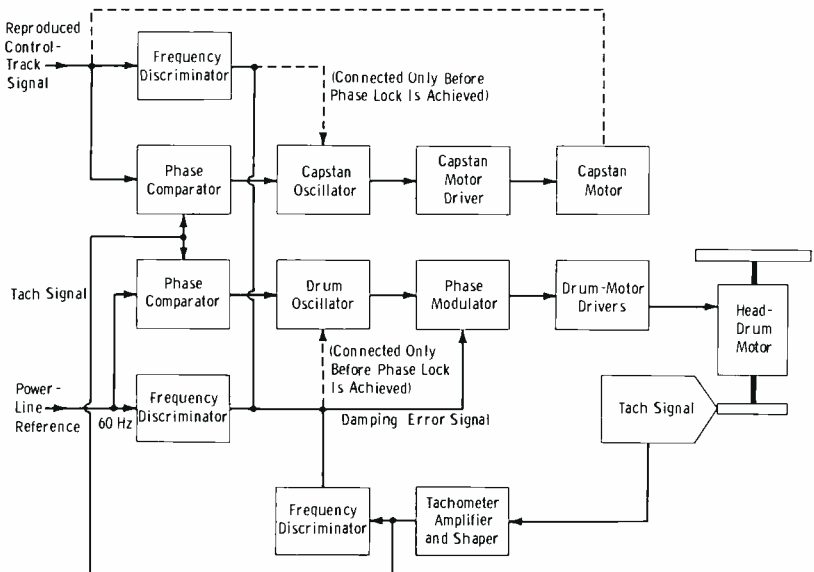 Reproduced
Control-
Track
Signal
Frequency
Discriminator
(Connected Only Before
Phase Lock Is Achieved)
Phase
Comparator
Capstan
Oscillator
Capstan
Motor
Driver
Capstan
Motor
Tach Signal
Phase
Comparator
Drum
Oscillator
Phase
Modulator
Drum-Motor
Drivers
Head-
Drum
Motor
(Connected Only
Before Phase Lock
Is Achieved)
Power-
Line
Reference
60 Hz
Frequency
Discriminator
Damping Error Signal
Tach Signal
Frequency
Discriminator
Tachometer
Amplifier
and Shaper